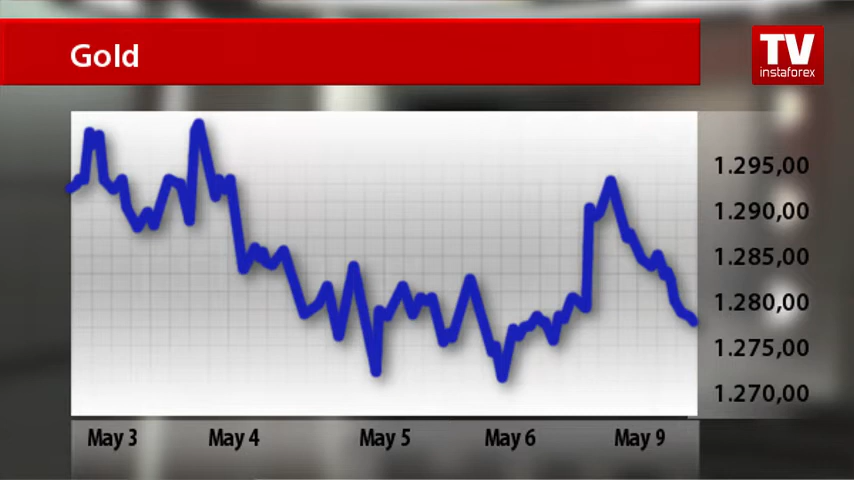 Gold
TV
instaforex
1.295,00
1.290,00
1.285,00
1.280,00
1.275,00
1.270,00
May 3
May 4
May 5
May 6
May 9